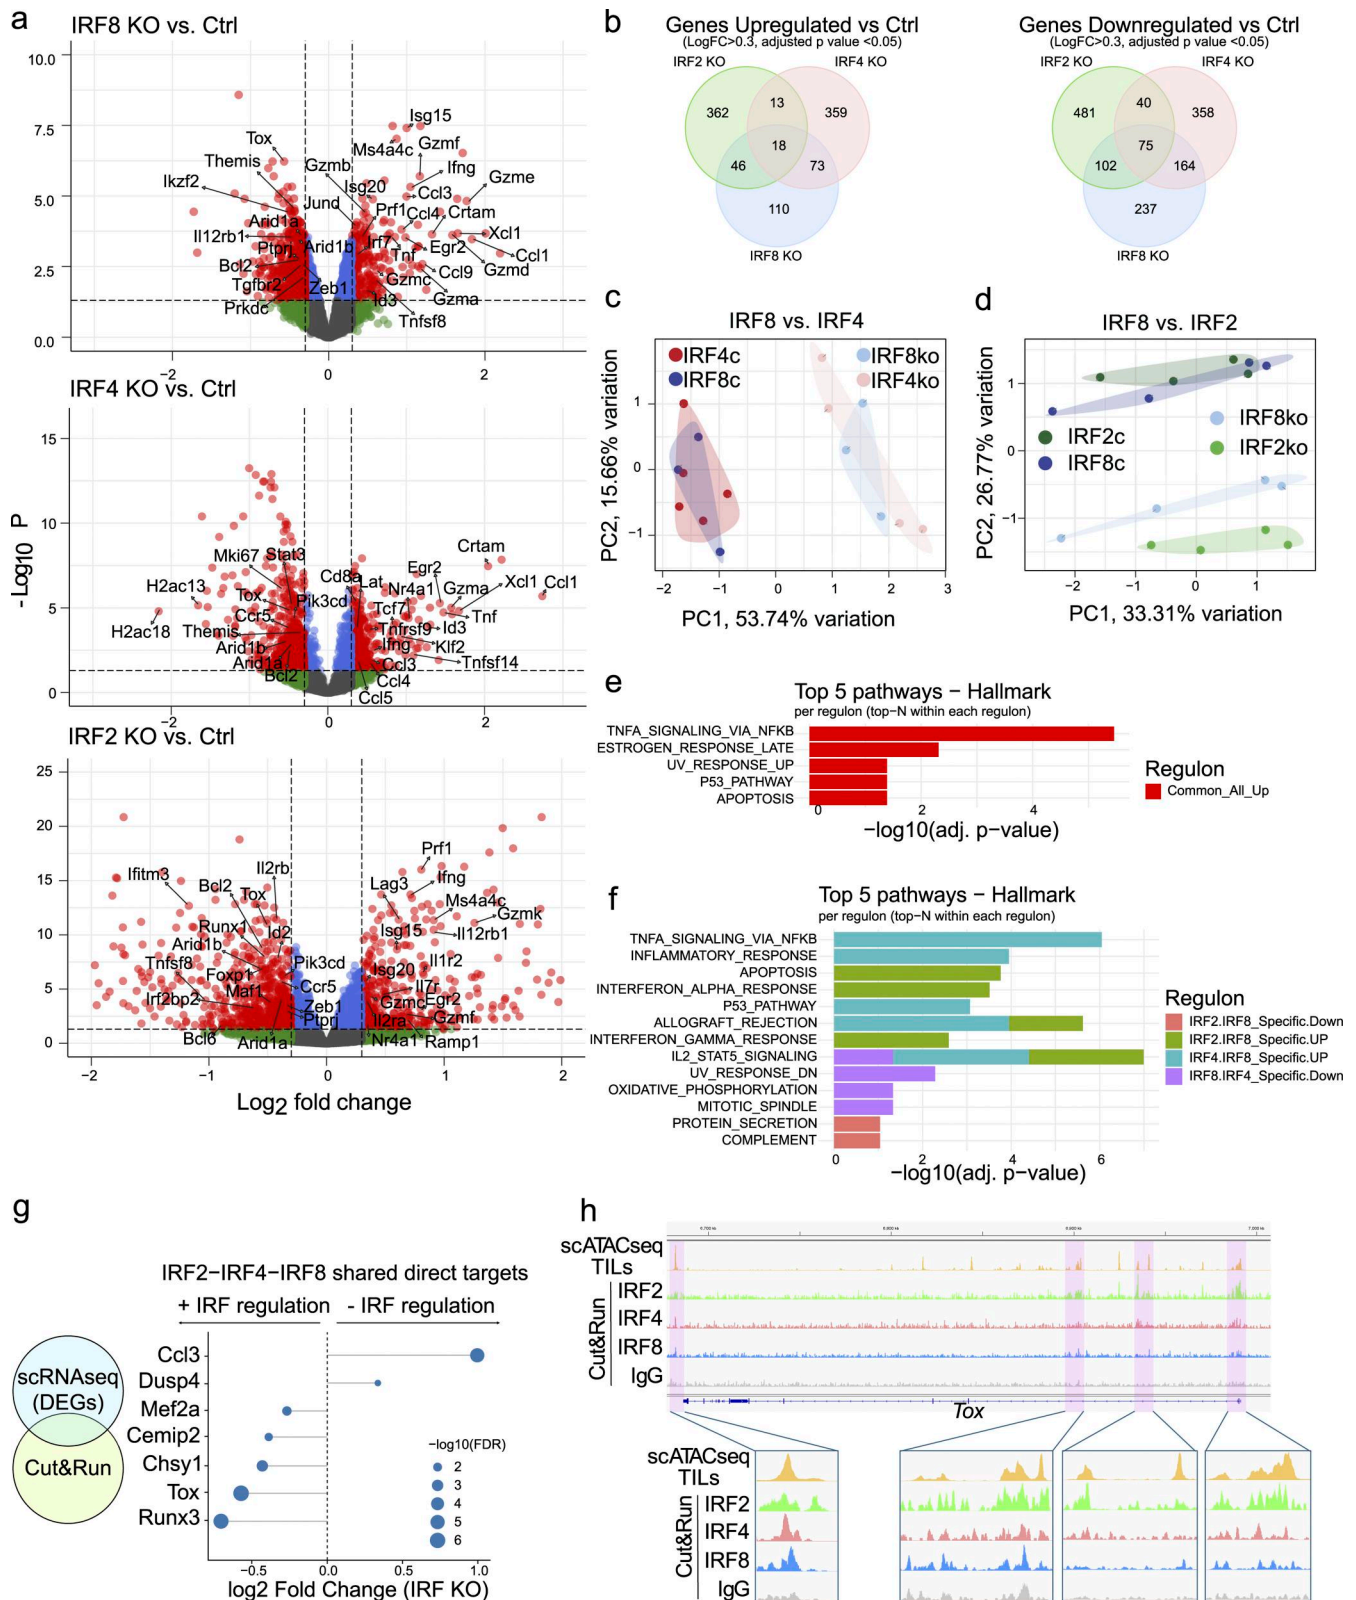 a
IRF8 KO vs. Ctrl
10.0
7.5
5.0
2.5
0.0
Isg15
Tox
Ms4a4c
Gzmf
Themis
Gzmb
Ifng
Ikzf2
Isg20
Ccl3
Gzme
Jund
Prf1
Ccl4
Crtam
Arid1a
Il12rb1
Arid1b
Irf7
Xcl1
Ptprj
Tnf
Egr2
Ccl1
Bcl2
Gzmd
Ccl9
Tgfbr2
Zeb1
Gzmc
Gzma
Prkdc
Id3
Tnfsf8
−2
0
2
IRF4 KO vs. Ctrl
15
10
5
0
Crtam
Mki67
Stat3
Egr2
Cd8a
Lat
Xcl1
Ccl1
H2ac13
Nr4a1
Gzma
Tox
Pik3cd
Tcf7
Tnf
H2ac18
Ccr5
Tnfrsf9
Id3
Themis
Ifng
Klf2
Arid1b
Arid1a
Ccl3
Tnfsf14
Bcl2
Ccl4
Ccl5
−2
0
2
- Log10 P
IRF2 KO vs. Ctrl
25
20
15
10
5
0
Prf1
Il2rb
Ifitm3
Ifng
Bcl2
Tox
Lag3
Ms4a4c
Gzmk
Runx1
Id2
Isg15
Il12rb1
Arid1b
Tnfsf8
Pik3cd
Il1r2
Foxp1
Isg20
Ccr5
Il7r
Irf2bp2
Maf1
Zeb1
Gzmc
Egr2
Ptprj
Il2ra
Gzmf
Bcl6
Arid1a
Nr4a1
Ramp1
−2
−1
0
1
2
Log2 fold change
b
Genes Upregulated vs Ctrl
(LogFC>0.3, adjusted p value <0.05)
IRF2 KO
IRF4 KO
362
13
359
18
46
73
110
IRF8 KO
Genes Downregulated vs Ctrl
(LogFC>0.3, adjusted p value <0.05)
IRF2 KO
IRF4 KO
481
40
358
75
102
164
237
IRF8 KO
c
IRF8 vs. IRF4
IRF4c
IRF8c
IRF8ko
IRF4ko
1
0
−1
PC2, 15.66% variation
−2
−1
0
1
2
3
PC1, 53.74% variation
d
IRF8 vs. IRF2
IRF2c
IRF8c
IRF8ko
IRF2ko
1
0
−1
PC2, 26.77% variation
−2
−1
0
1
PC1, 33.31% variation
e
Top 5 pathways − Hallmark
per regulon (top−N within each regulon)
TNFA_SIGNALING_VIA_NFKB
ESTROGEN_RESPONSE_LATE
UV_RESPONSE_UP
P53_PATHWAY
APOPTOSIS
0
2
4
−log10(adj. p−value)
Regulon
Common_All_Up
f
Top 5 pathways − Hallmark
per regulon (top−N within each regulon)
TNFA_SIGNALING_VIA_NFKB
INFLAMMATORY_RESPONSE
APOPTOSIS
INTERFERON_ALPHA_RESPONSE
P53_PATHWAY
ALLOGRAFT_REJECTION
INTERFERON_GAMMA_RESPONSE
IL2_STAT5_SIGNALING
UV_RESPONSE_DN
OXIDATIVE_PHOSPHORYLATION
MITOTIC_SPINDLE
PROTEIN_SECRETION
COMPLEMENT
0
2
4
6
−log10(adj. p−value)
Regulon
IRF2.IRF8_Specific.Down
IRF2.IRF8_Specific.UP
IRF4.IRF8_Specific.UP
IRF8.IRF4_Specific.Down
g
IRF2−IRF4−IRF8 shared direct targets
+ IRF regulation
- IRF regulation
scRNAseq
(DEGs)
Cut&Run
Ccl3
Dusp4
Mef2a
Cemip2
Chsy1
Tox
Runx3
−log10(FDR)
2
3
4
5
6
−0.5
0.0
0.5
1.0
log2 Fold Change (IRF KO)
h
scATACseq
TILs
Cut&Run
IRF2
IRF4
IRF8
IgG
Tox
scATACseq
TILs
Cut&Run
IRF2
IRF4
IRF8
IgG